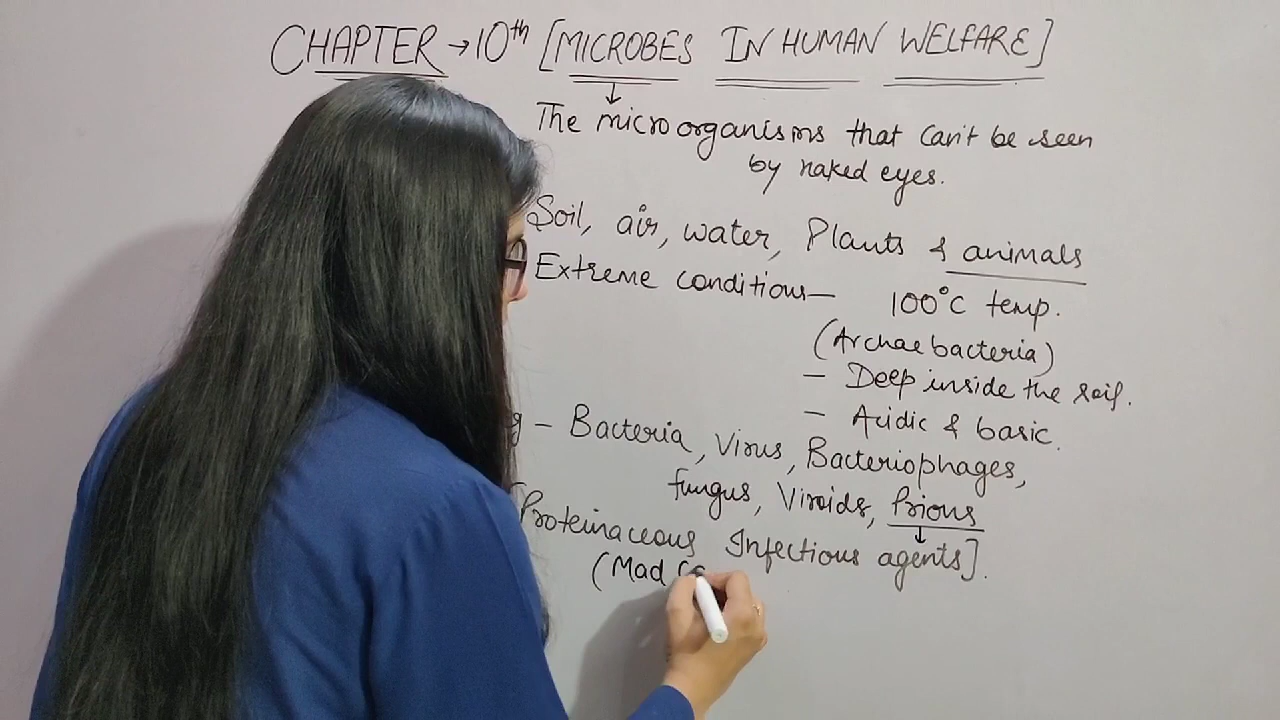 CHAPTER → 10th [MICROBES IN HUMAN WELFARE]
↓
The microorganisms that can't be seen
by naked eyes.
Soil, air, water, Plants & animals
Extreme conditions — 100°C temp.
(Archaebacteria)
— Deep inside the soil.
— Acidic & basic.
g – Bacteria, Virus, Bacteriophages,
fungus, Viroids, Prions
↓
[Proteinaceous Infectious agents].
(Mad Co